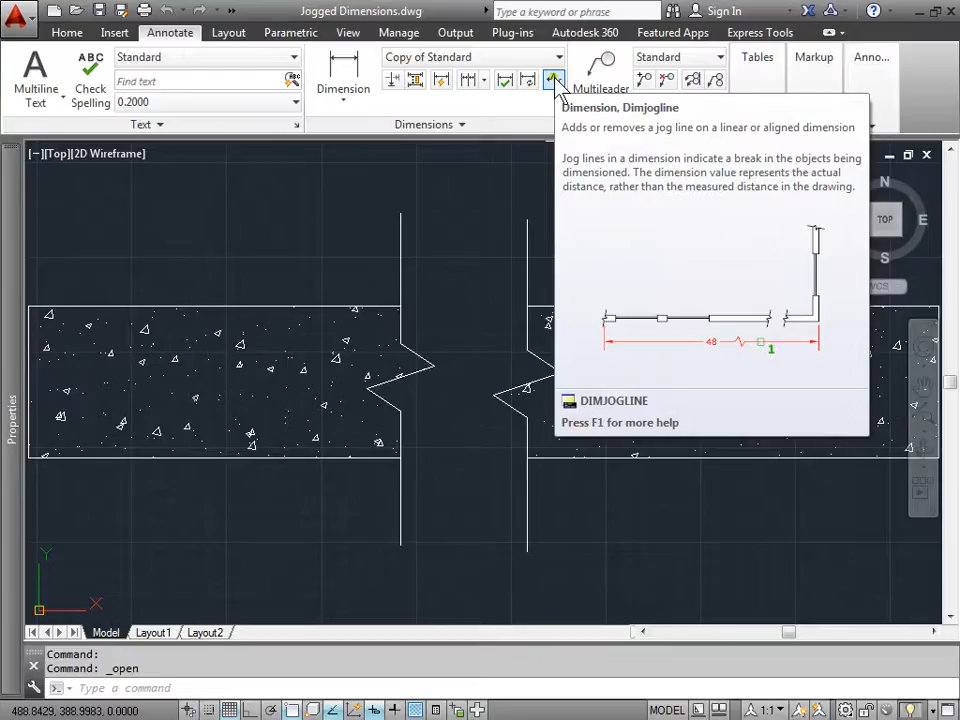 Jogged Dimensions.dwg
Type a keyword or phrase
Sign In
Home
Annotate
Layout
Parametric
View
Manage
Output
Plug-ins
Autodesk 360
Featured Apps
Express Tools
Multiline
Text
ABC
Check
Spelling
Standard
Find text
0.2000
Text
Dimension
Copy of Standard
Dimensions
Multileader
Standard
Tables
Markup
Anno...
Dimension, Dimjogline
Adds or removes a jog line on a linear or aligned dimension
Jog lines in a dimension indicate a break in the objects being
dimensioned. The dimension value represents the actual
distance, rather than the measured distance in the drawing.
48
1
DIMJOGLINE
Press F1 for more help
[−][Top][2D Wireframe]
N
TOP
E
S
WCS
Properties
Y
X
Model
Layout1
Layout2
Command:
Command: _open
Type a command
488.8429, 388.9983, 0.0000
MODEL
1:1